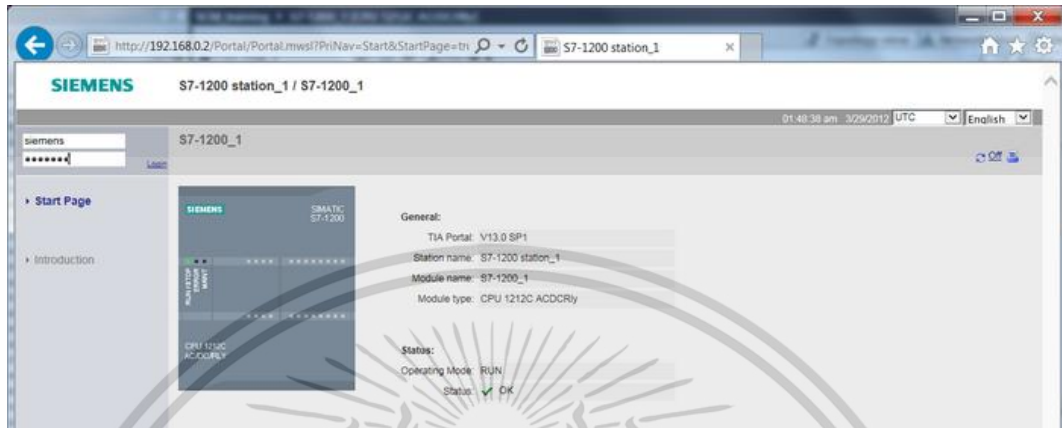 http://192.168.0.2/Portal/Portal.mwsl?PriNav=Start&StartPage=tr
S7-1200 station_1
SIEMENS
S7-1200 station_1 / S7-1200_1
01:48:38 am 3/29/2012
UTC
English
siemens
•••••••
Login
S7-1200_1
Off
Start Page
Introduction
SIEMENS
SIMATIC
S7-1200
RUN / STOP
ERROR
MAINT
CPU 1212C
AC/DC/RLY
General:
TIA Portal: V13.0 SP1
Station name: S7-1200 station_1
Module name: S7-1200_1
Module type: CPU 1212C ACDCRly
Status:
Operating Mode: RUN
Status: ✓ OK